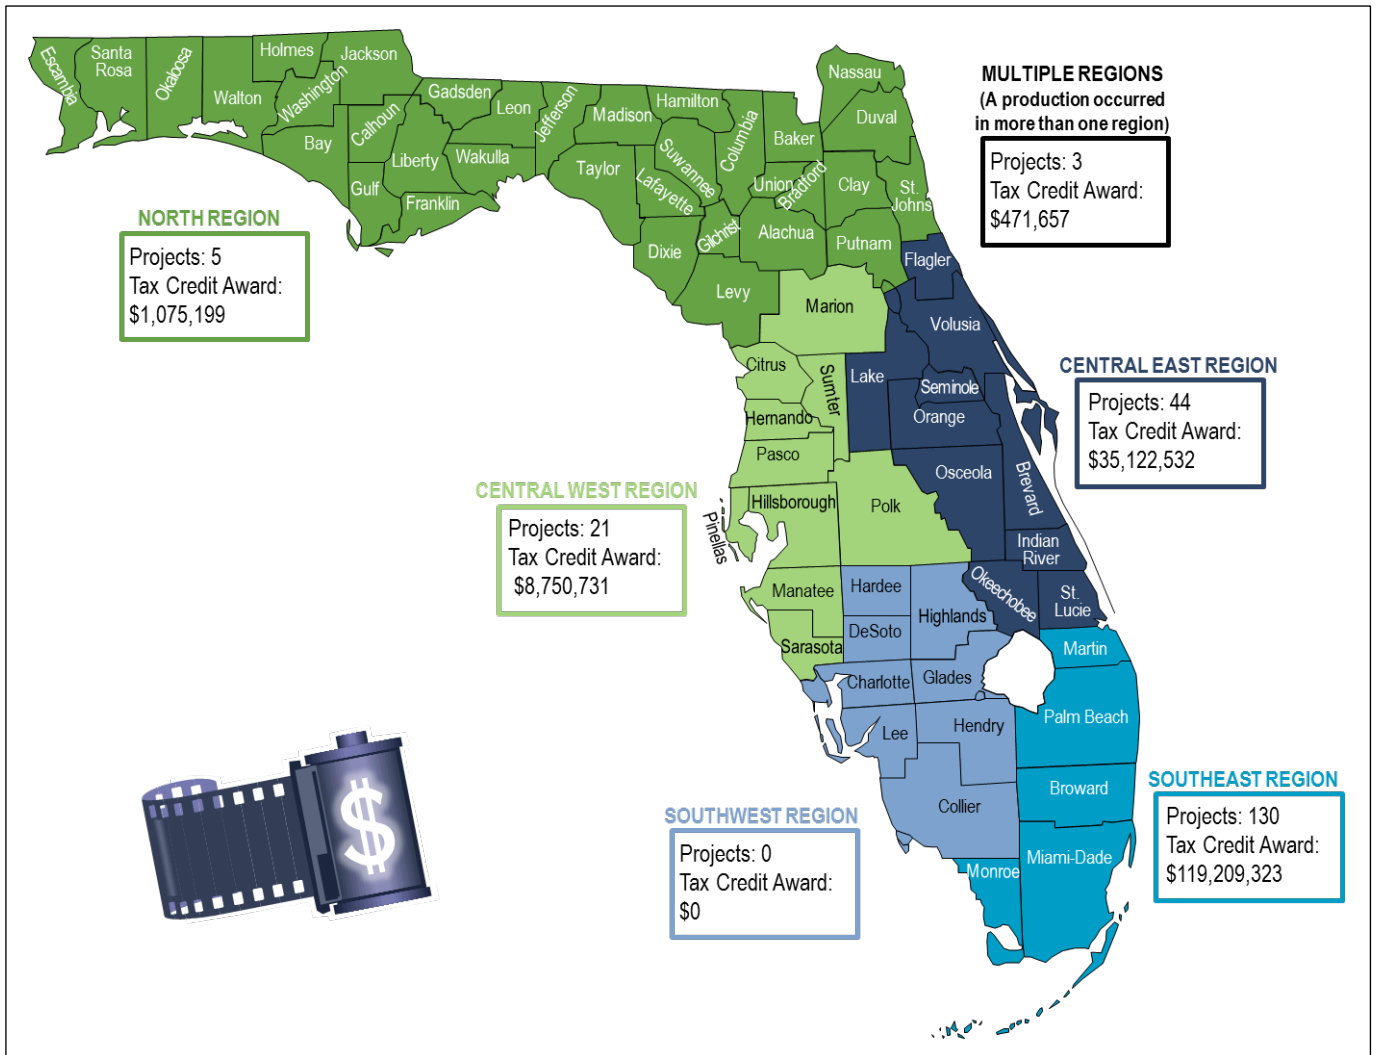 Escambia
Santa
Rosa
Okaloosa
Walton
Holmes
Washington
Jackson
Bay
Calhoun
Gulf
Liberty
Franklin
Gadsden
Leon
Wakulla
Jefferson
Madison
Taylor
Hamilton
Suwannee
Lafayette
Dixie
Columbia
Gilchrist
Levy
Baker
Union
Bradford
Alachua
Nassau
Duval
Clay
St.
Johns
Putnam
MULTIPLE REGIONS
(A production occurred
in more than one region)
Projects: 3
Tax Credit Award:
$471,657
NORTH REGION
Projects: 5
Tax Credit Award:
$1,075,199
Flagler
Volusia
Lake
Seminole
Orange
Osceola
Brevard
Indian
River
Okeechobee
St.
Lucie
CENTRAL EAST REGION
Projects: 44
Tax Credit Award:
$35,122,532
Marion
Citrus
Sumter
Hernando
Pasco
Hillsborough
Pinellas
Polk
Manatee
Sarasota
CENTRAL WEST REGION
Projects: 21
Tax Credit Award:
$8,750,731
Hardee
DeSoto
Highlands
Charlotte
Glades
Lee
Hendry
Collier
SOUTHWEST REGION
Projects: 0
Tax Credit Award:
$0
Martin
Palm Beach
Broward
Miami-Dade
Monroe
SOUTHEAST REGION
Projects: 130
Tax Credit Award:
$119,209,323
$